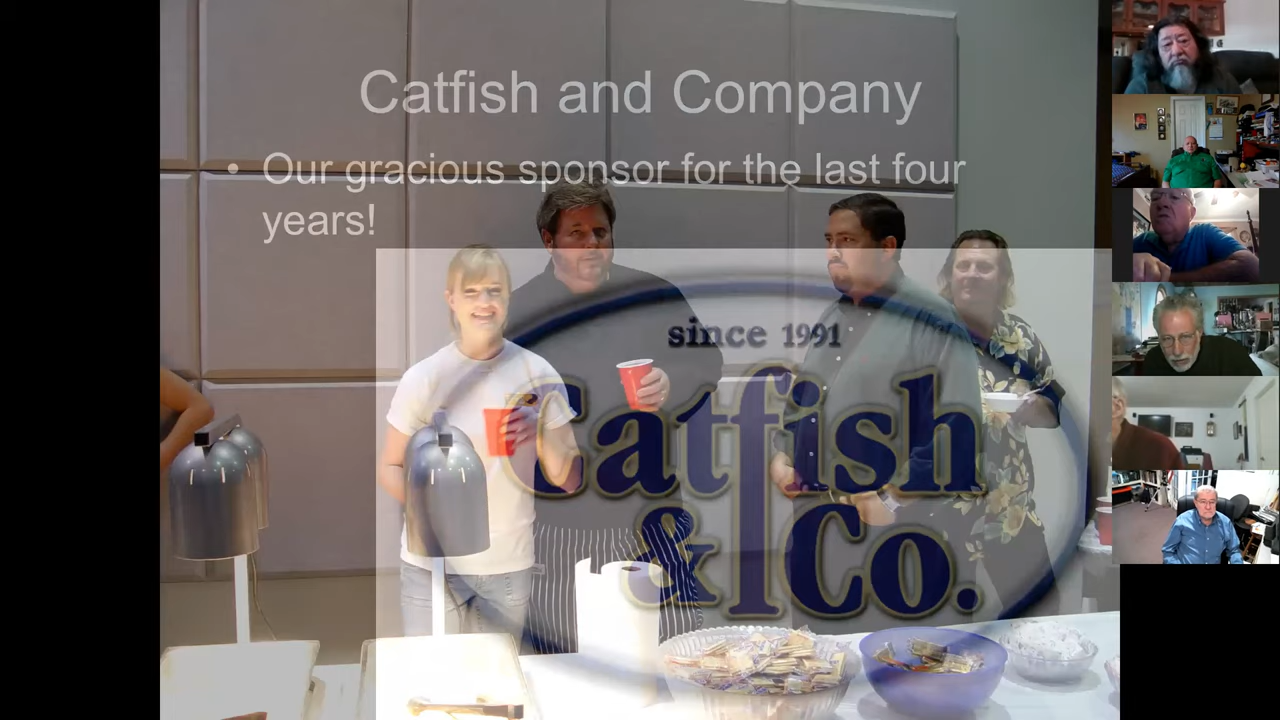 Catfish and Company
• Our gracious sponsor for the last four
years!
since 1991
Catfish
& Co.